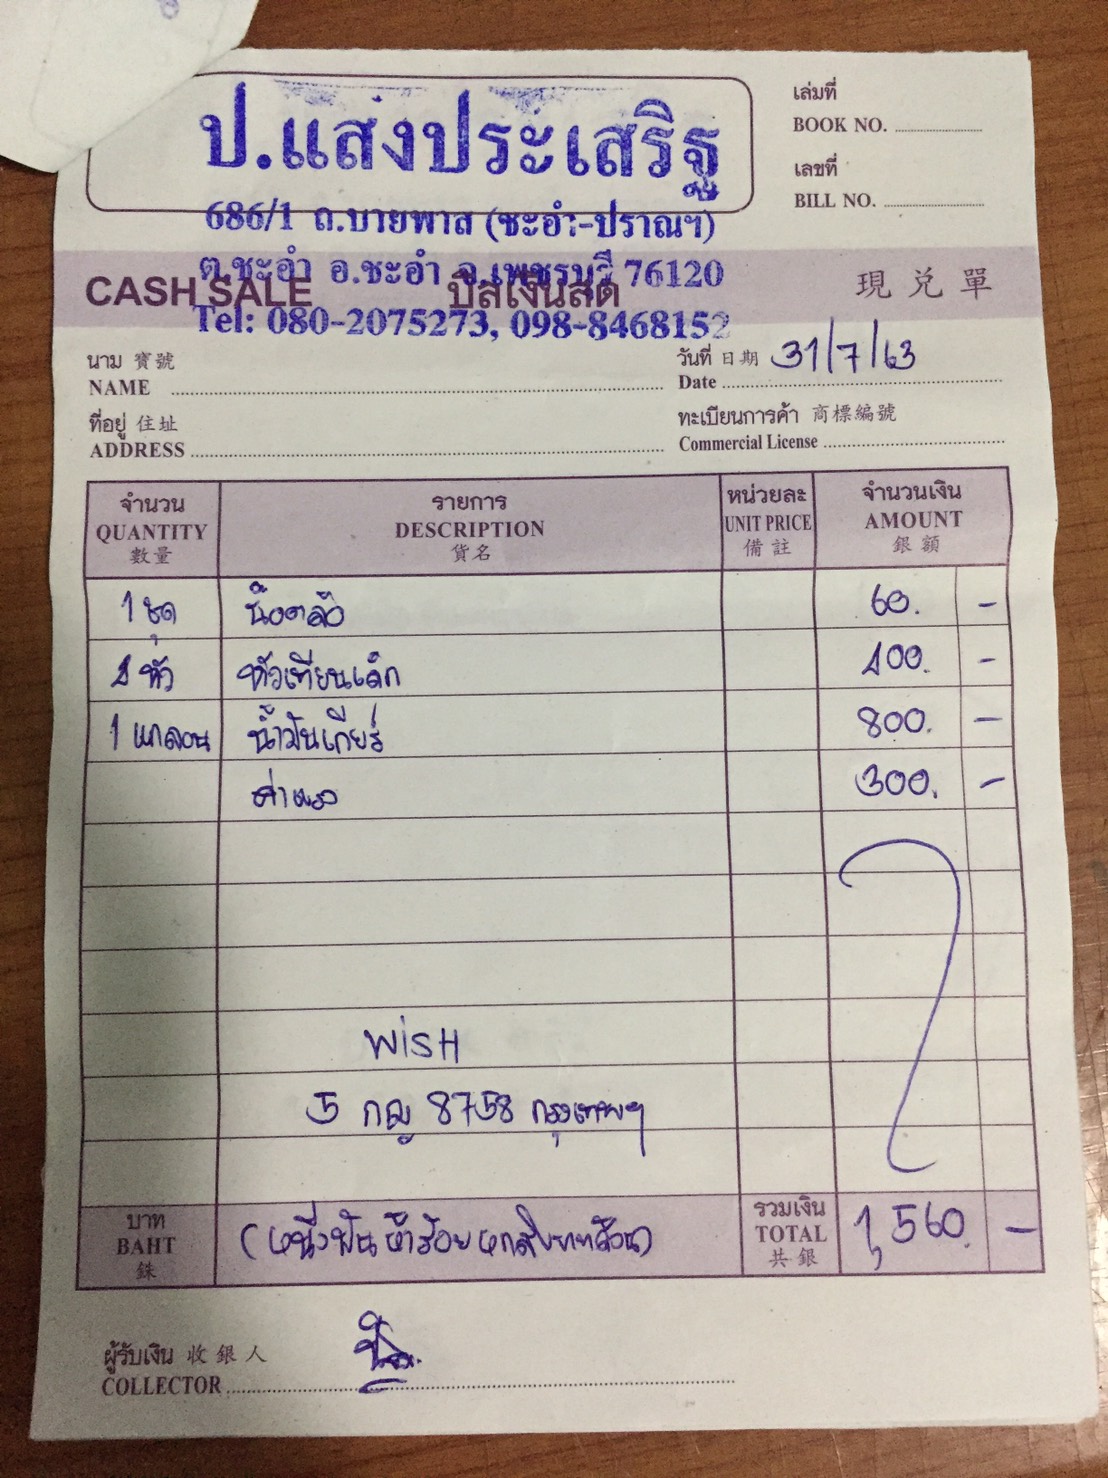 ป.แสงประเสริฐ
686/1 ถ.บายพาส (ชะอำ-ปราณฯ)
ต.ชะอำ อ.ชะอำ จ.เพชรบุรี 76120
Tel: 080-2075273, 098-8468152
เล่มที่
BOOK NO.
เลขที่
BILL NO.
CASH SALE บิลเงินสด 現兌單
นาม 寶號
NAME
วันที่ 日期 31/7/63
Date
ที่อยู่ 住址
ADDRESS
ทะเบียนการค้า 商標編號
Commercial License
จำนวน รายการ หน่วยละ จำนวนเงิน
QUANTITY DESCRIPTION UNIT PRICE AMOUNT
數量 貨名 備註 銀額
1 ชุด น็อตล้อ 60. -
1 หัว หัวเทียนเล็ก 400. -
1 แกลอน น้ำมันเกียร์ 800. -
ค่าแรง 300. -
WISH
5 กญ 8758 กรุงเทพฯ
บาท
BAHT
銖
(หนึ่งพันห้าร้อยหกสิบบาทถ้วน)
รวมเงิน
TOTAL
共銀
1,560. -
ผู้รับเงิน 收銀人
COLLECTOR